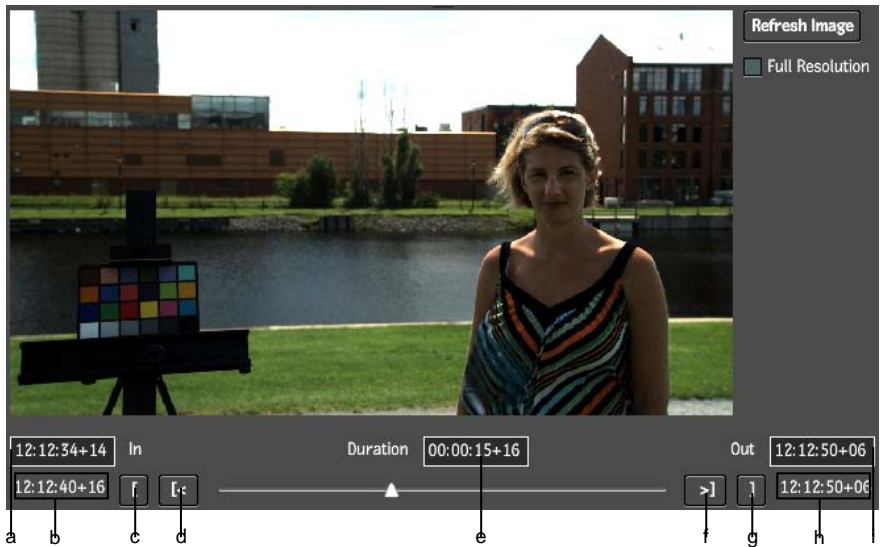 Refresh Image
Full Resolution
12:12:34+14 In Duration 00:00:15+16 Out 12:12:50+06
12:12:40+16 [ [< >] ] 12:12:50+06
a b c d e f g h i